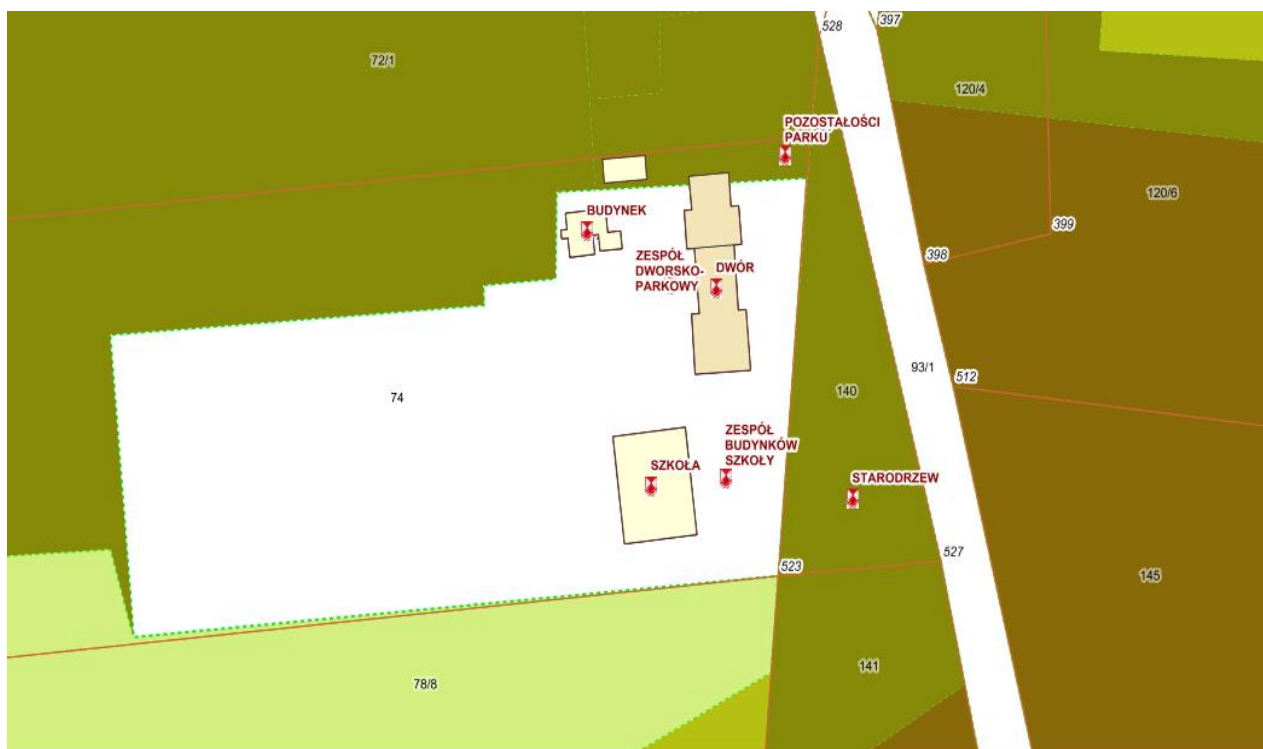 528
397
72/1
120/4
POZOSTAŁOŚCI
PARKU
120/6
BUDYNEK
399
398
ZESPÓŁ
DWORSKO-
PARKOWY
DWÓR
93/1
512
74
140
ZESPÓŁ
BUDYNKÓW
SZKOŁY
SZKOŁA
STARODRZEW
527
523
145
141
78/8